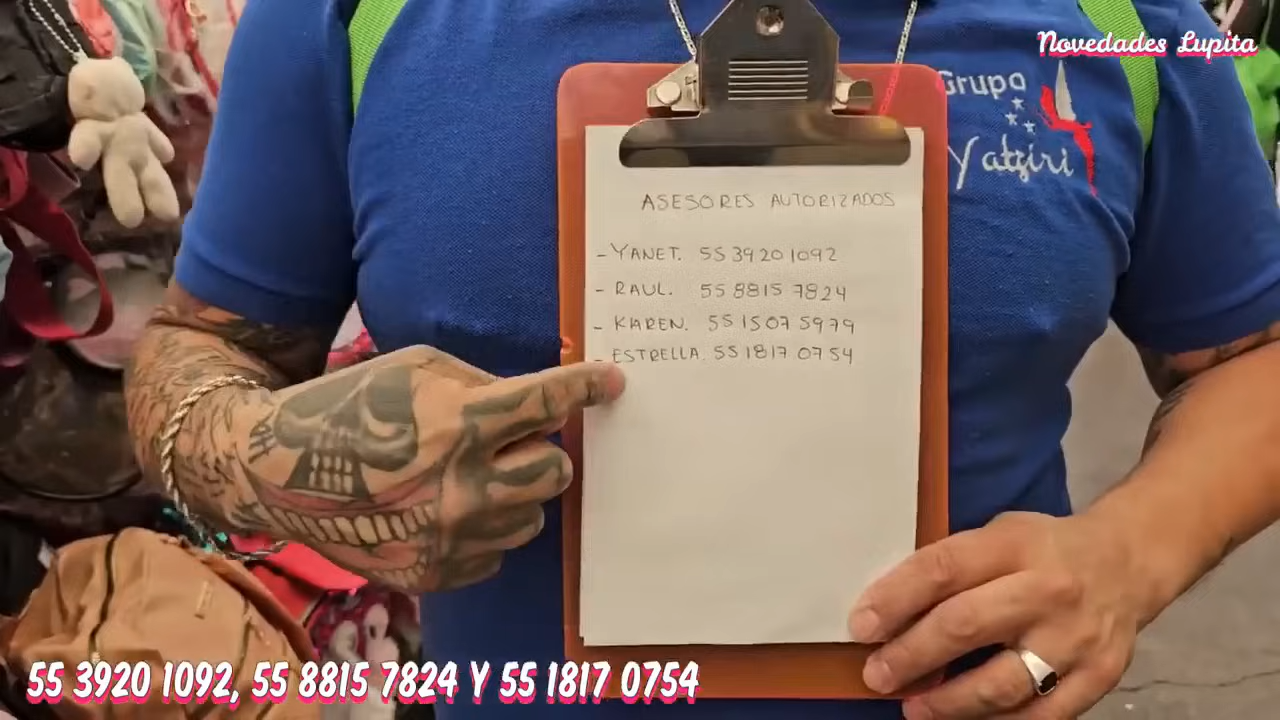 Novedades Lupita
Grupo
Yatziri
ASESORES AUTORIZADOS
- YANET. 55 3920 1092
- RAUL. 55 8815 7824
- KAREN. 55 1507 5979
- ESTRELLA. 55 1817 0754
55 3920 1092, 55 8815 7824 Y 55 1817 0754